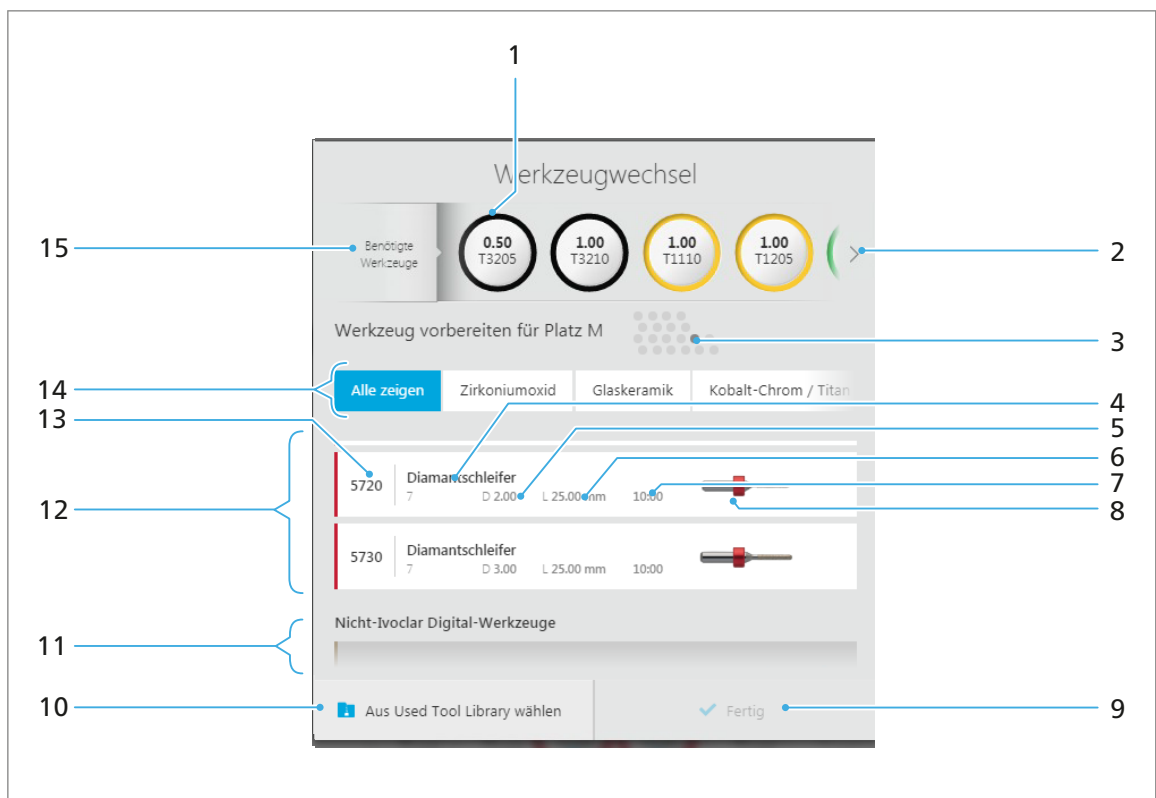 1
Werkzeugwechsel
15
Benötigte
Werkzeuge
0.50
T3205
1.00
T3210
1.00
T1110
1.00
T1205
2
Werkzeug vorbereiten für Platz M
3
14
Alle zeigen Zirkoniumoxid Glaskeramik Kobalt-Chrom / Titan
13
4
5
6
7
8
12
5720 Diamantschleifer
7 D 2.00 L 25.00 mm 10:00
5730 Diamantschleifer
7 D 3.00 L 25.00 mm 10:00
11
Nicht-Ivoclar Digital-Werkzeuge
10
Aus Used Tool Library wählen
Fertig
9